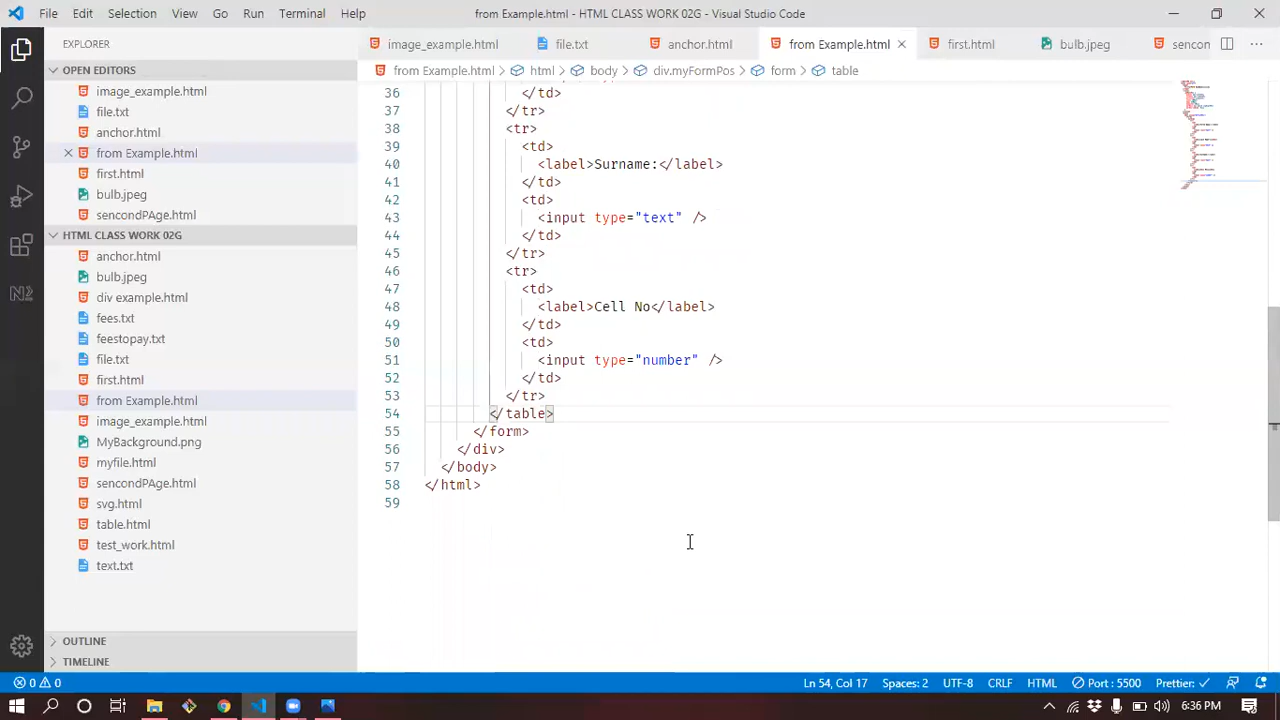 File Edit Selection View Go Run Terminal Help from Example.html - HTML CLASS WORK 02G - Visual Studio Code
EXPLORER
OPEN EDITORS
image_example.html
file.txt
anchor.html
from Example.html
first.html
bulb.jpeg
sencondPAge.html
HTML CLASS WORK 02G
anchor.html
bulb.jpeg
div example.html
fees.txt
feestopay.txt
file.txt
first.html
from Example.html
image_example.html
MyBackground.png
myfile.html
sencondPAge.html
svg.html
table.html
test_work.html
text.txt
OUTLINE
TIMELINE
image_example.html file.txt anchor.html from Example.html first.html bulb.jpeg sencon
from Example.html > html > body > div.myFormPos > form > table
36 </td>
37 </tr>
38 <tr>
39 <td>
40 <label>Surname:</label>
41 </td>
42 <td>
43 <input type="text" />
44 </td>
45 </tr>
46 <tr>
47 <td>
48 <label>Cell No</label>
49 </td>
50 <td>
51 <input type="number" />
52 </td>
53 </tr>
54 </table>
55 </form>
56 </div>
57 </body>
58 </html>
59
0 0 Ln 54, Col 17 Spaces: 2 UTF-8 CRLF HTML Port : 5500 Prettier: ✓
6:36 PM